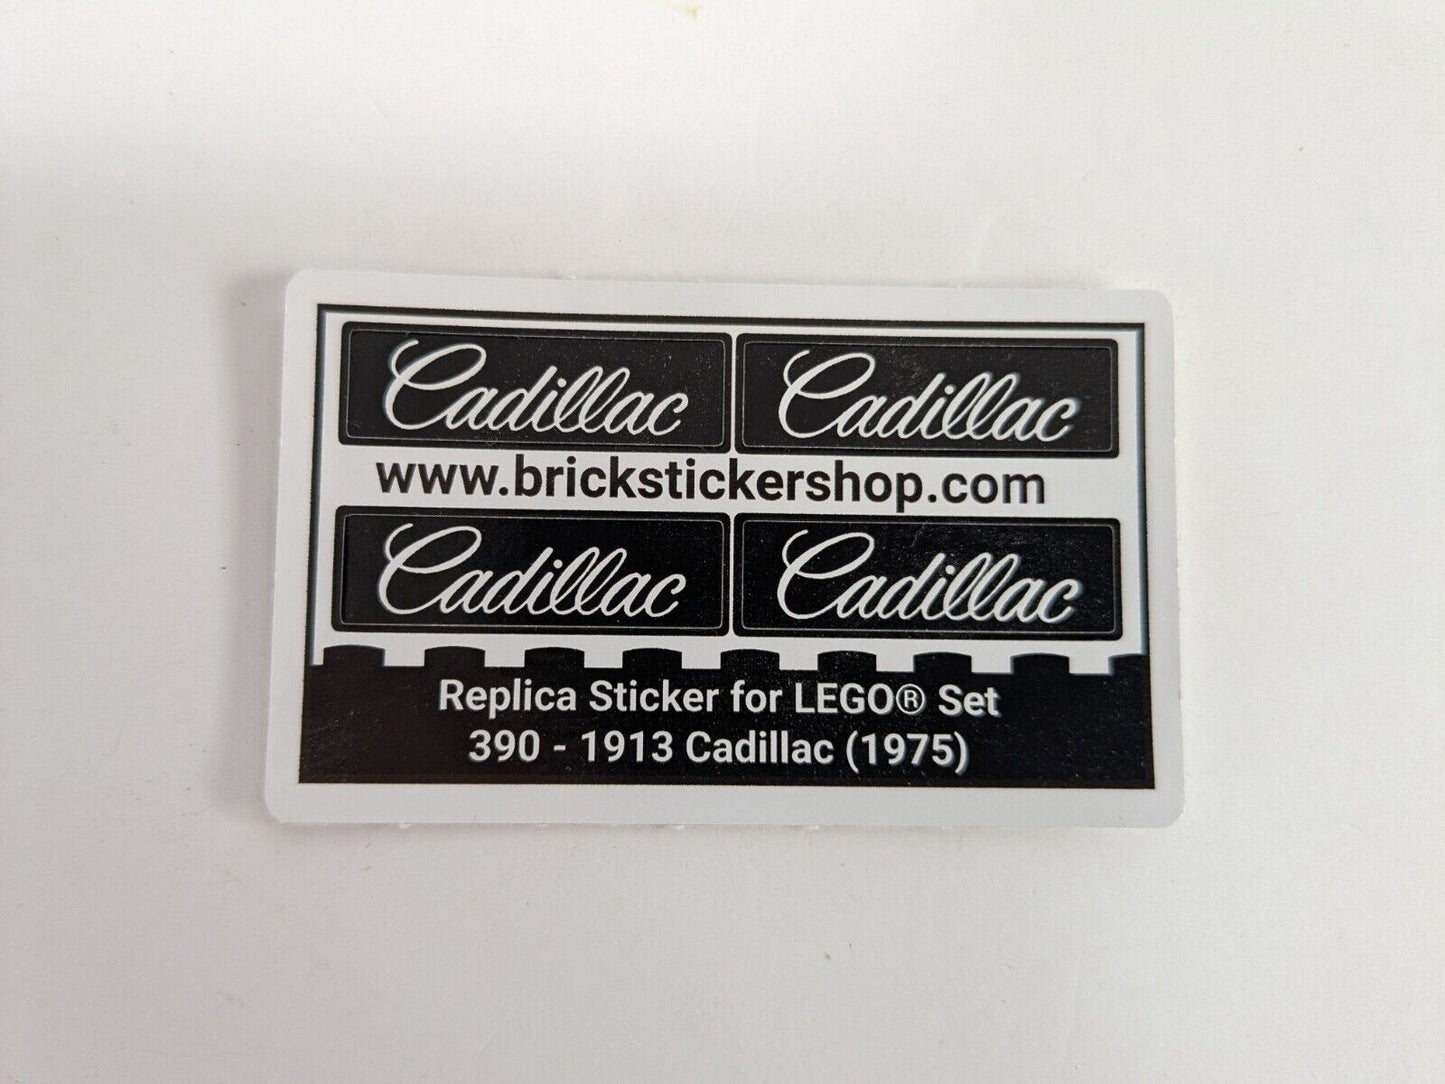 Cadillac Cadillac
www.brickstickershop.com
Cadillac Cadillac
Replica Sticker for LEGO® Set
390 - 1913 Cadillac (1975)